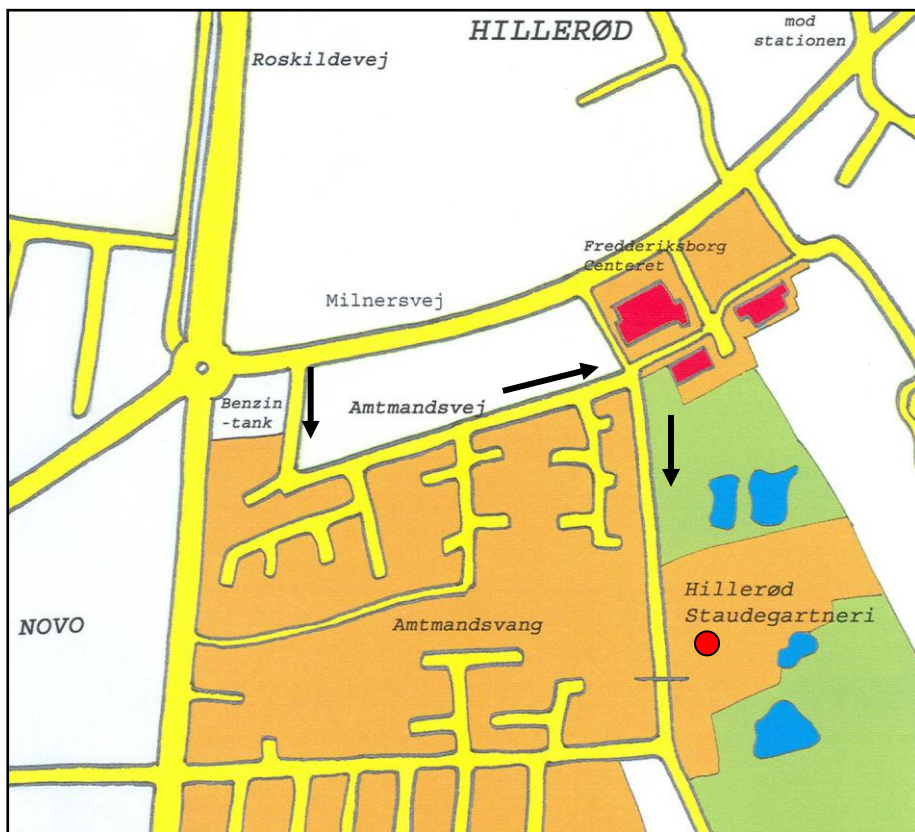 HILLERØD
mod
stationen
Roskildevej
Fredderiksborg
Centeret
Milnersvej
Benzin
-tank
Amtmandsvej
Hillerød
Staudegartneri
NOVO
Amtmandsvang